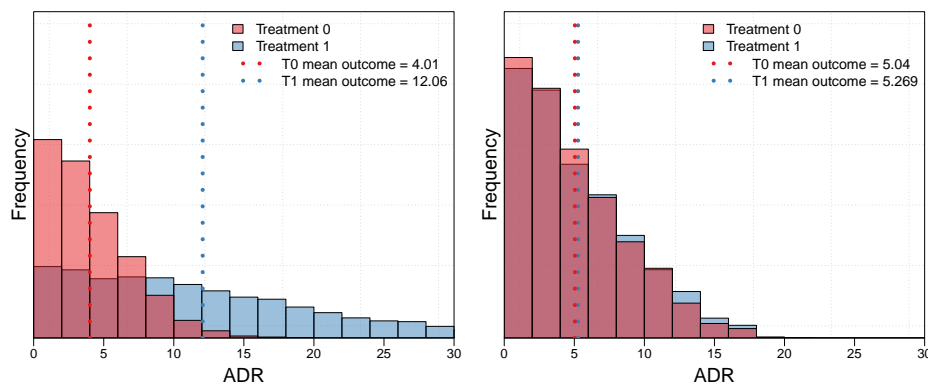 Treatment 0
Treatment 1
T0 mean outcome = 4.01
T1 mean outcome = 12.06
Frequency
0 5 10 15 20 25 30
ADR
Treatment 0
Treatment 1
T0 mean outcome = 5.04
T1 mean outcome = 5.269
Frequency
0 5 10 15 20 25 30
ADR